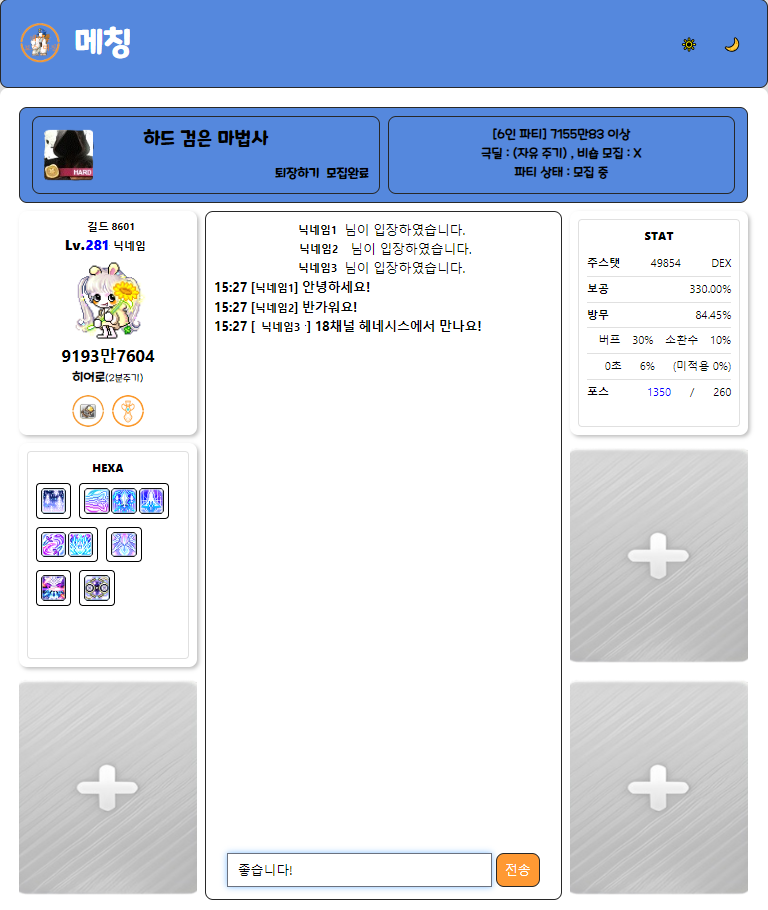 메칭
하드 검은 마법사
HARD
퇴장하기 모집완료
[6인 파티] 7155만83 이상
극딜 : (자유 주기) , 비숍 모집 : X
파티 상태 : 모집 중
길드 8601
Lv.281 닉네임
9193만7604
히어로(2분주기)
HEXA
닉네임1 님이 입장하였습니다.
닉네임2 님이 입장하였습니다.
닉네임3 님이 입장하였습니다.
15:27 [닉네임1] 안녕하세요!
15:27 [닉네임2] 반가워요!
15:27 [ 닉네임3 ] 18채널 헤네시스에서 만나요!
좋습니다!
전송
STAT
주스탯 49854 DEX
보공 330.00%
방무 84.45%
버프 30% 소환수 10%
0초 6% (미적용 0%)
포스 1350 / 260